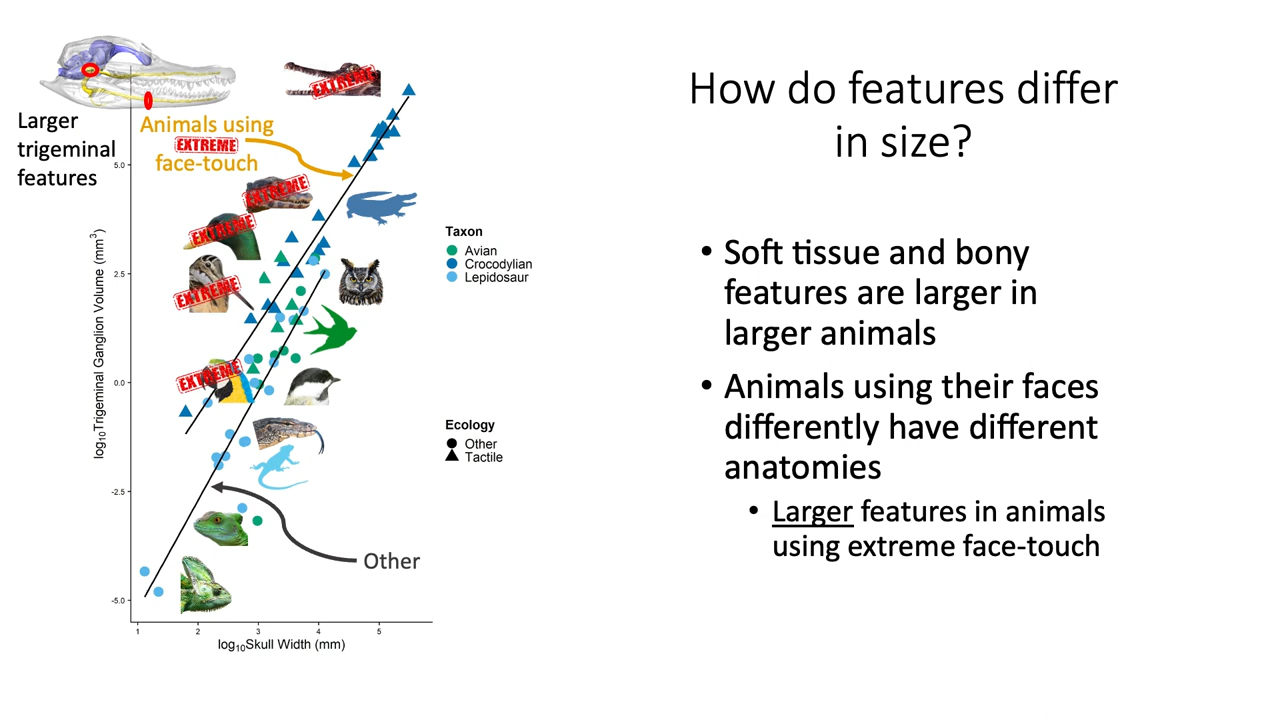 How do features differ
in size?
Larger
trigeminal
features
Animals using
EXTREME
face-touch
EXTREME
EXTREME
EXTREME
EXTREME
EXTREME
Other
log10Trigeminal Ganglion Volume (mm3)
5.0
2.5
0.0
-2.5
-5.0
1
2
3
4
5
log10Skull Width (mm)
Taxon
Avian
Crocodylian
Lepidosaur
Ecology
Other
Tactile
• Soft tissue and bony
features are larger in
larger animals
• Animals using their faces
differently have different
anatomies
• Larger features in animals
using extreme face-touch